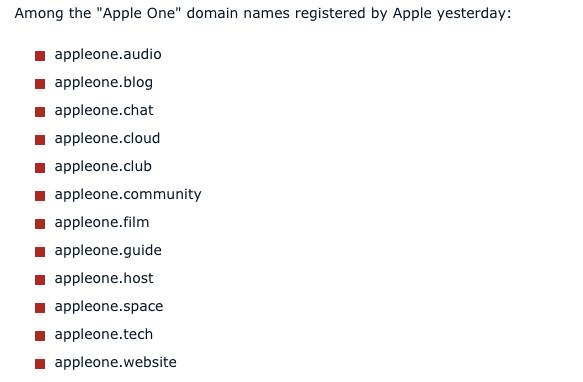 Among the "Apple One" domain names registered by Apple yesterday:
appleone.audio
appleone.blog
appleone.chat
appleone.cloud
appleone.club
appleone.community
appleone.film
appleone.guide
appleone.host
appleone.space
appleone.tech
appleone.website